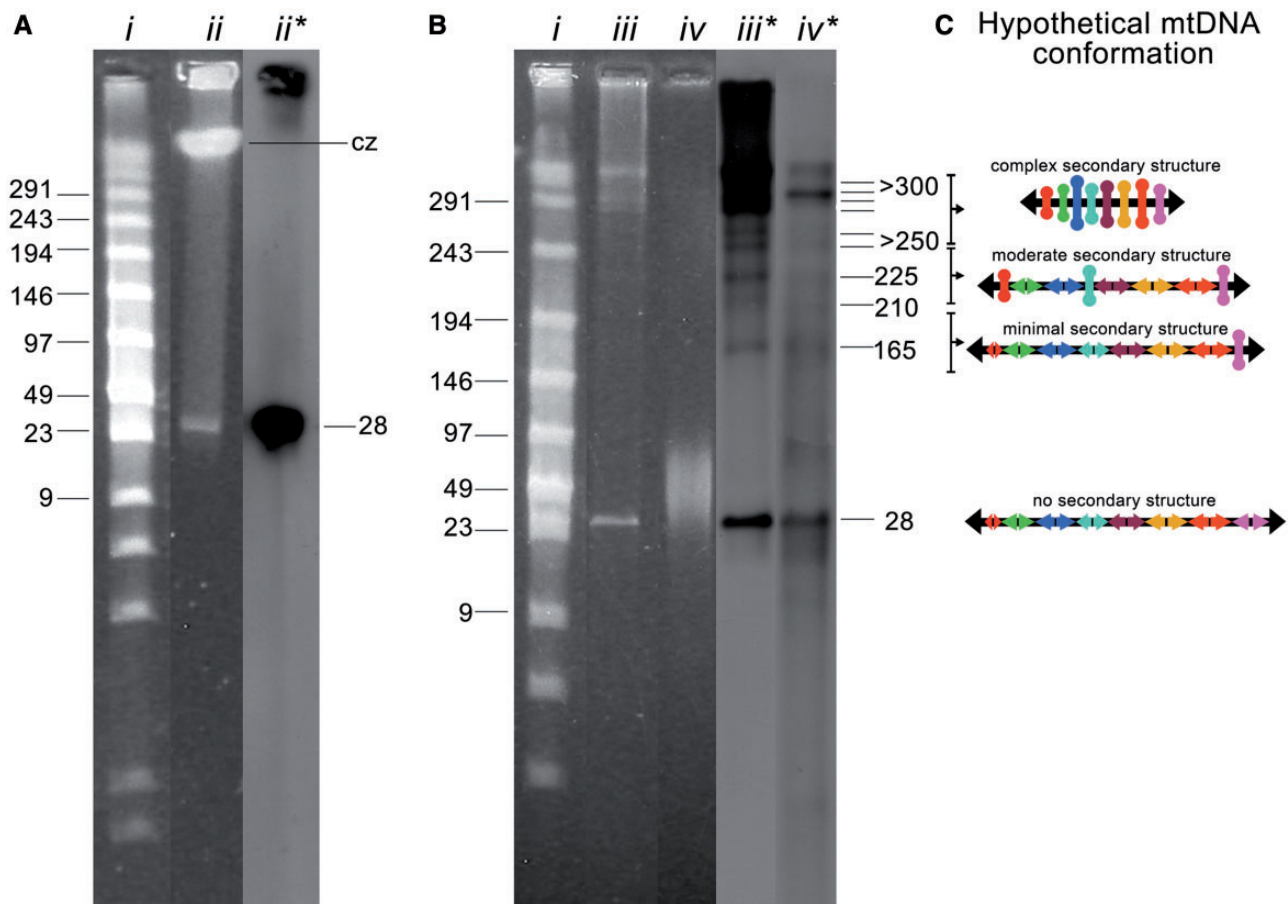 A
i ii ii*
291
243
194
146
97
49
23
9
cz
28
B
i iii iv iii* iv*
291
243
194
146
97
49
23
9
>300
>250
225
210
165
28
C
Hypothetical mtDNA
conformation
complex secondary structure
moderate secondary structure
minimal secondary structure
no secondary structure